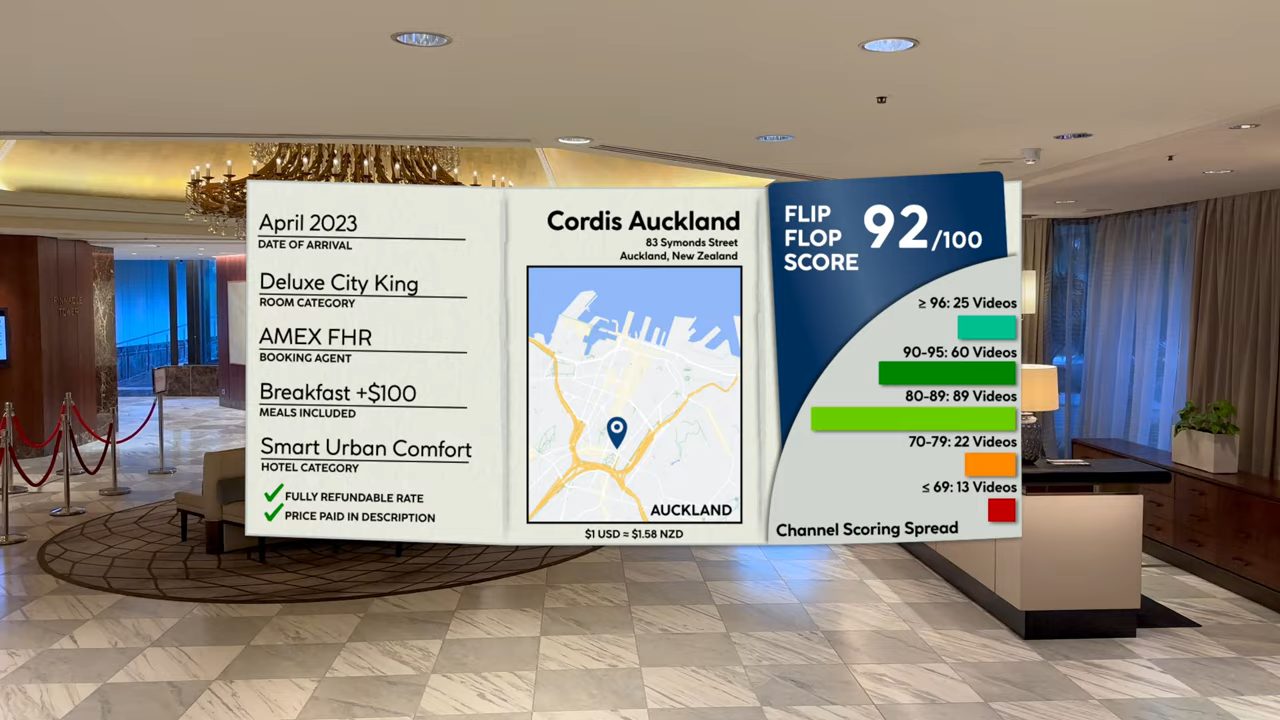 April 2023
DATE OF ARRIVAL
Deluxe City King
ROOM CATEGORY
AMEX FHR
BOOKING AGENT
Breakfast +$100
MEALS INCLUDED
Smart Urban Comfort
HOTEL CATEGORY
FULLY REFUNDABLE RATE
PRICE PAID IN DESCRIPTION
Cordis Auckland
83 Symonds Street
Auckland, New Zealand
AUCKLAND
$1 USD ≈ $1.58 NZD
FLIP
FLOP
SCORE
92/100
≥ 96: 25 Videos
90-95: 60 Videos
80-89: 89 Videos
70-79: 22 Videos
≤ 69: 13 Videos
Channel Scoring Spread
PINNACLE
TOWER